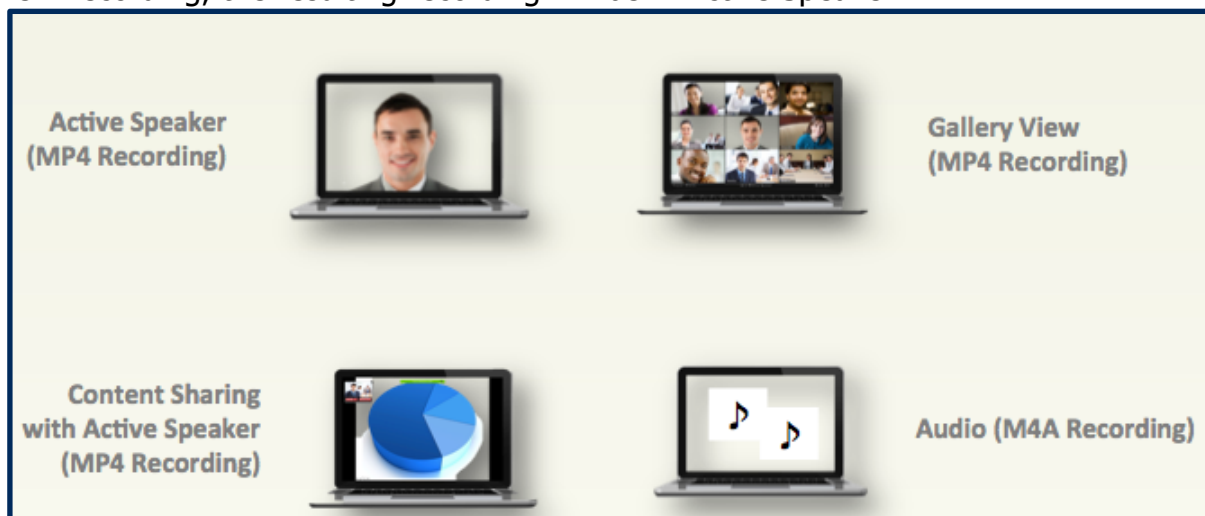 Active Speaker
(MP4 Recording)
Gallery View
(MP4 Recording)
Content Sharing
with Active Speaker
(MP4 Recording)
Audio (M4A Recording)